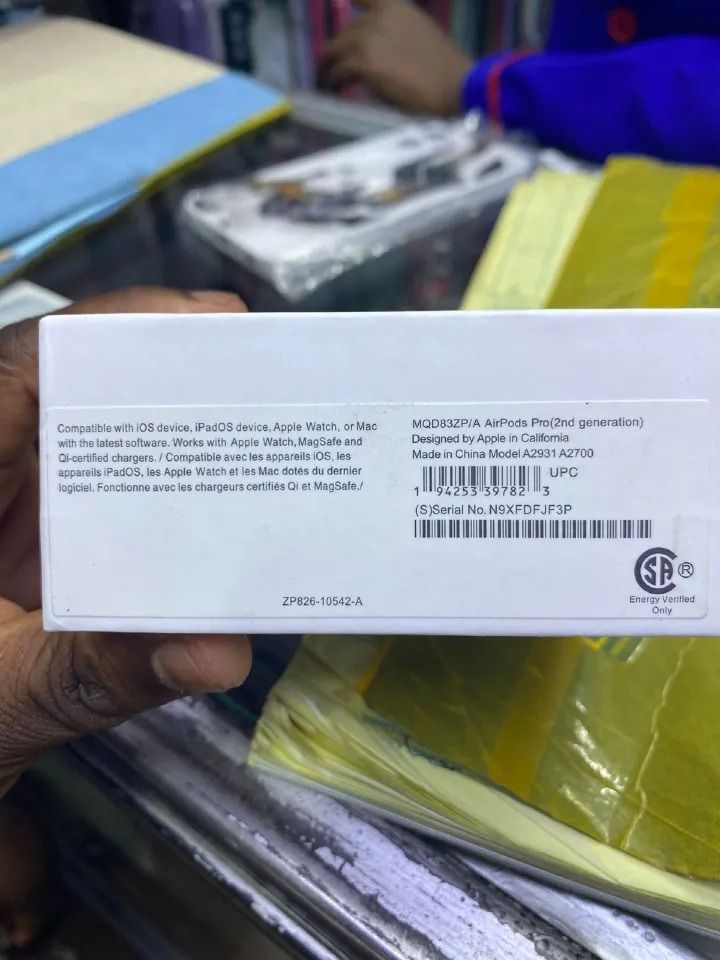 Compatible with iOS device, iPadOS device, Apple Watch, or Mac
with the latest software. Works with Apple Watch, MagSafe and
Qi-certified chargers. / Compatible avec les appareils iOS, les
appareils iPadOS, les Apple Watch et les Mac dotés du dernier
logiciel. Fonctionne avec les chargeurs certifiés Qi et MagSafe./
ZP826-10542-A
MQD83ZP/A AirPods Pro(2nd generation)
Designed by Apple in California
Made in China Model A2931 A2700
UPC
1 94253 39782 3
(S)Serial No. N9XFDFJF3P
SA ®
Energy Verified
Only